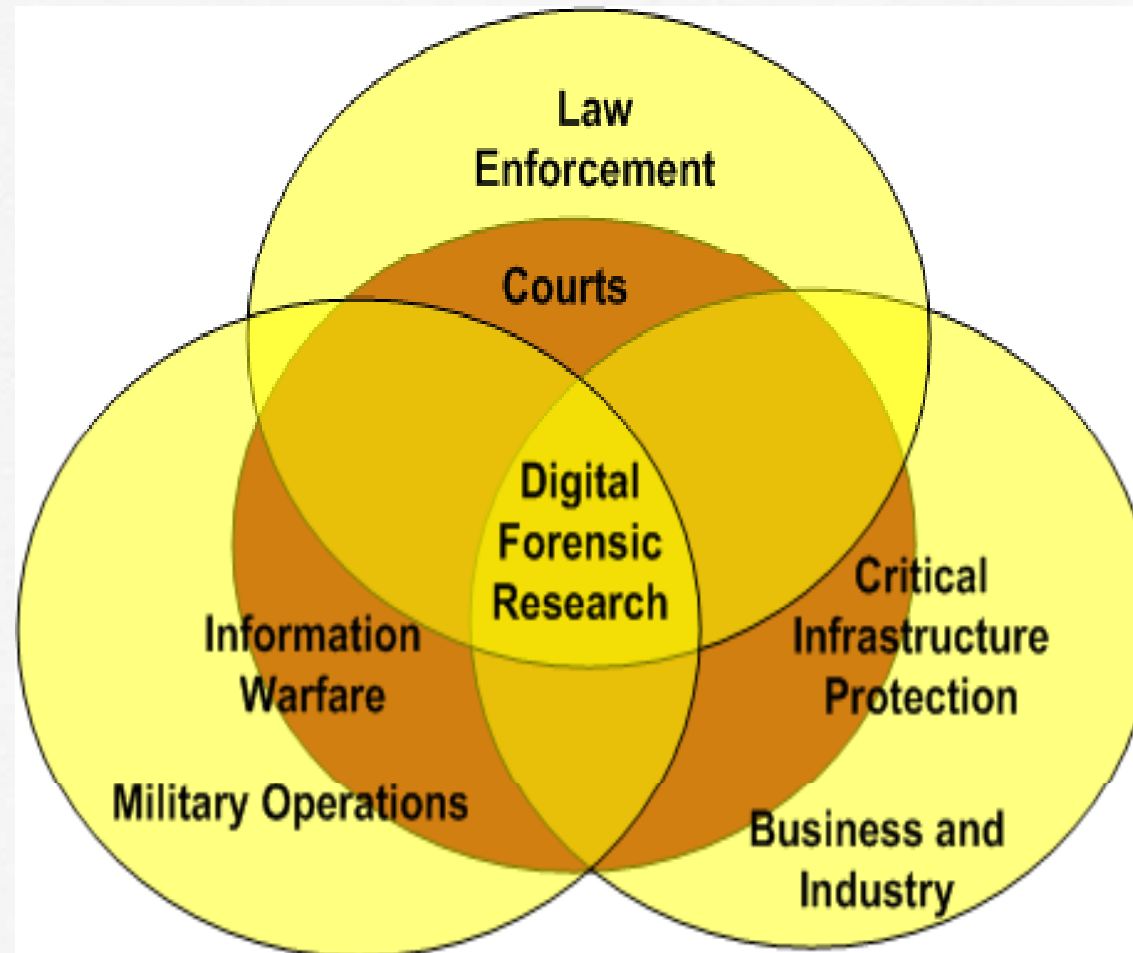 Law
Enforcement
Courts
Digital
Forensic
Research
Information
Warfare
Critical
Infrastructure
Protection
Military Operations
Business and
Industry